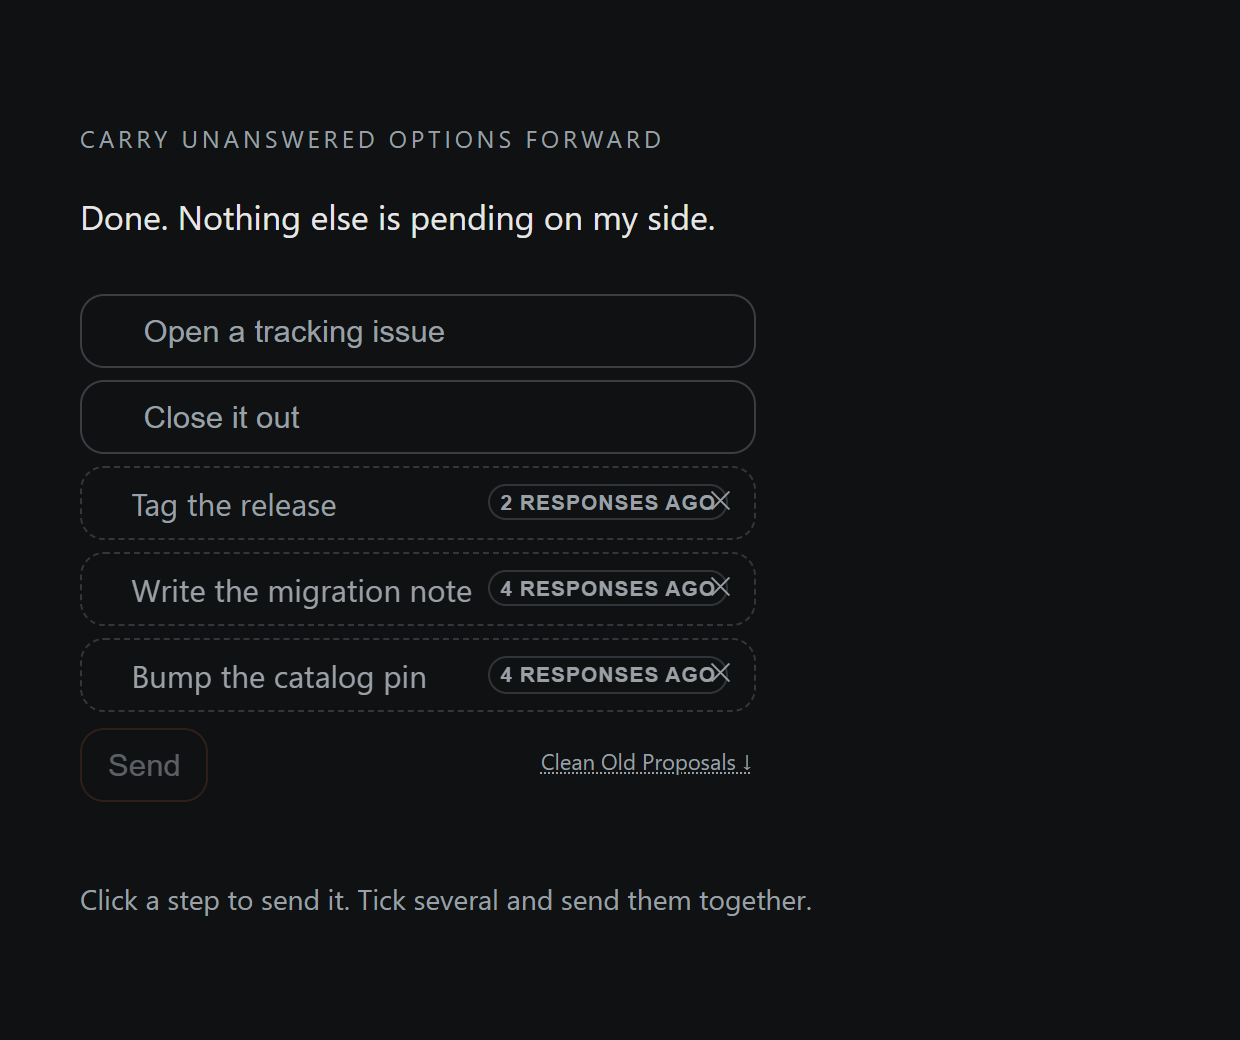 CARRY UNANSWERED OPTIONS FORWARD
Done. Nothing else is pending on my side.
Open a tracking issue
Close it out
Tag the release 2 RESPONSES AGO
Write the migration note 4 RESPONSES AGO
Bump the catalog pin 4 RESPONSES AGO
Send Clean Old Proposals ↓
Click a step to send it. Tick several and send them together.